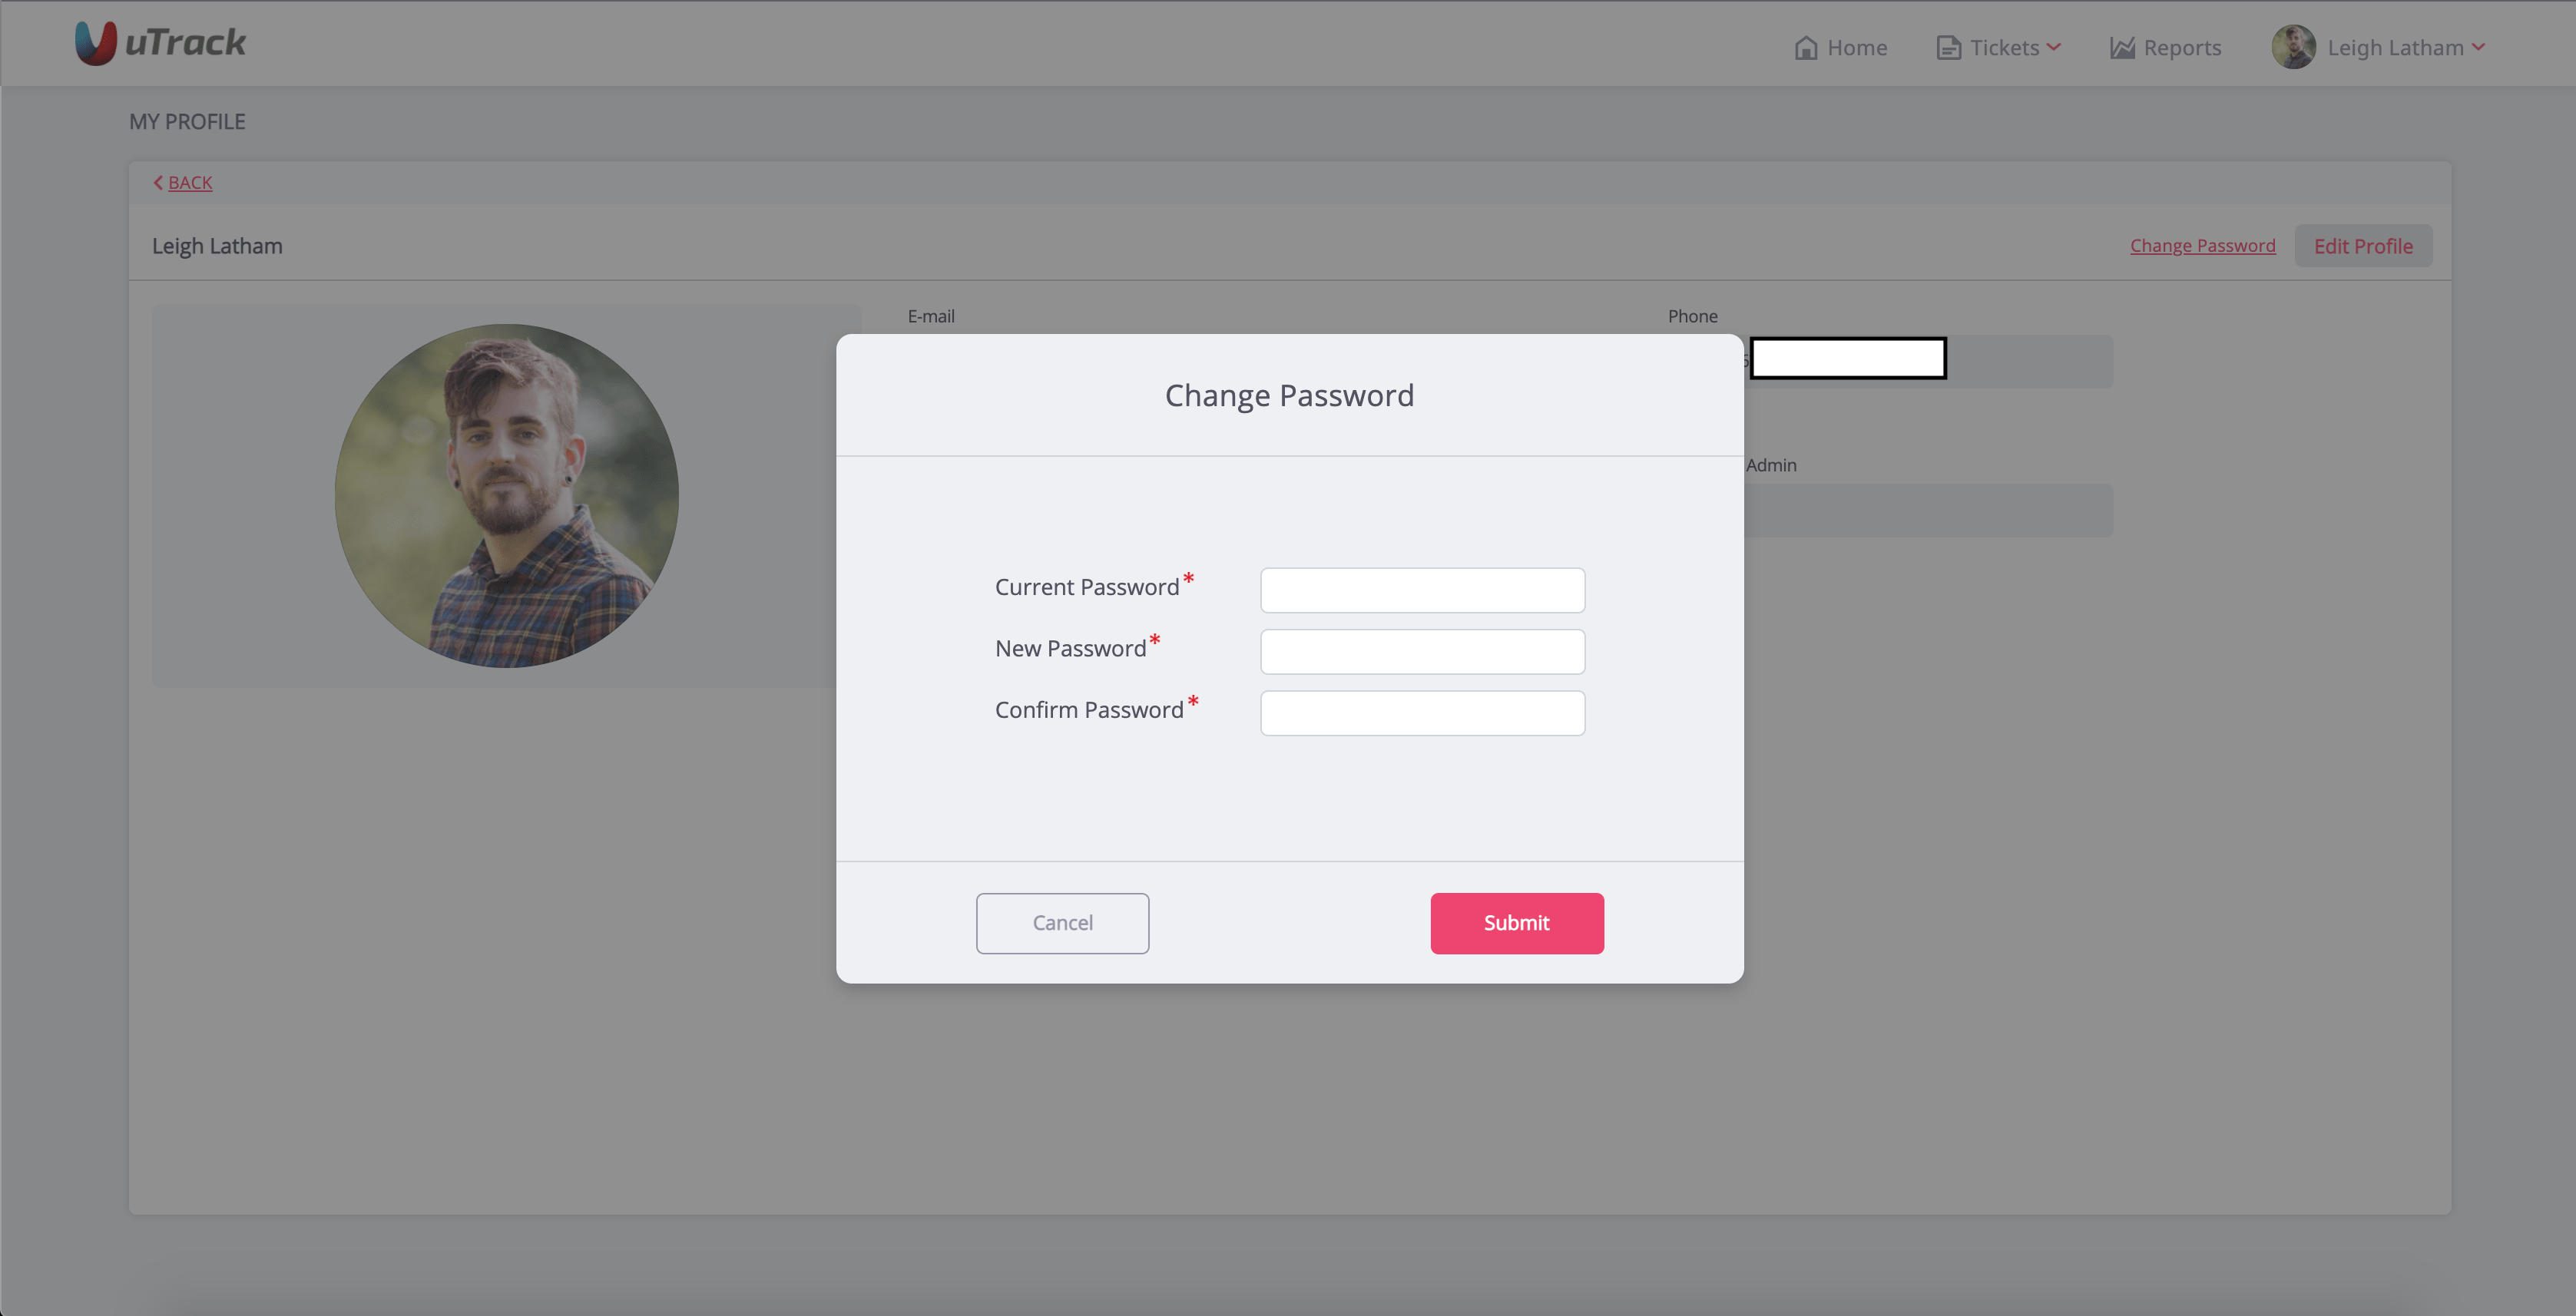 uTrack
Home Tickets Reports Leigh Latham
MY PROFILE
BACK
Leigh Latham
Change Password Edit Profile
E-mail Phone
Change Password
Admin
Current Password*
New Password*
Confirm Password*
Cancel Submit